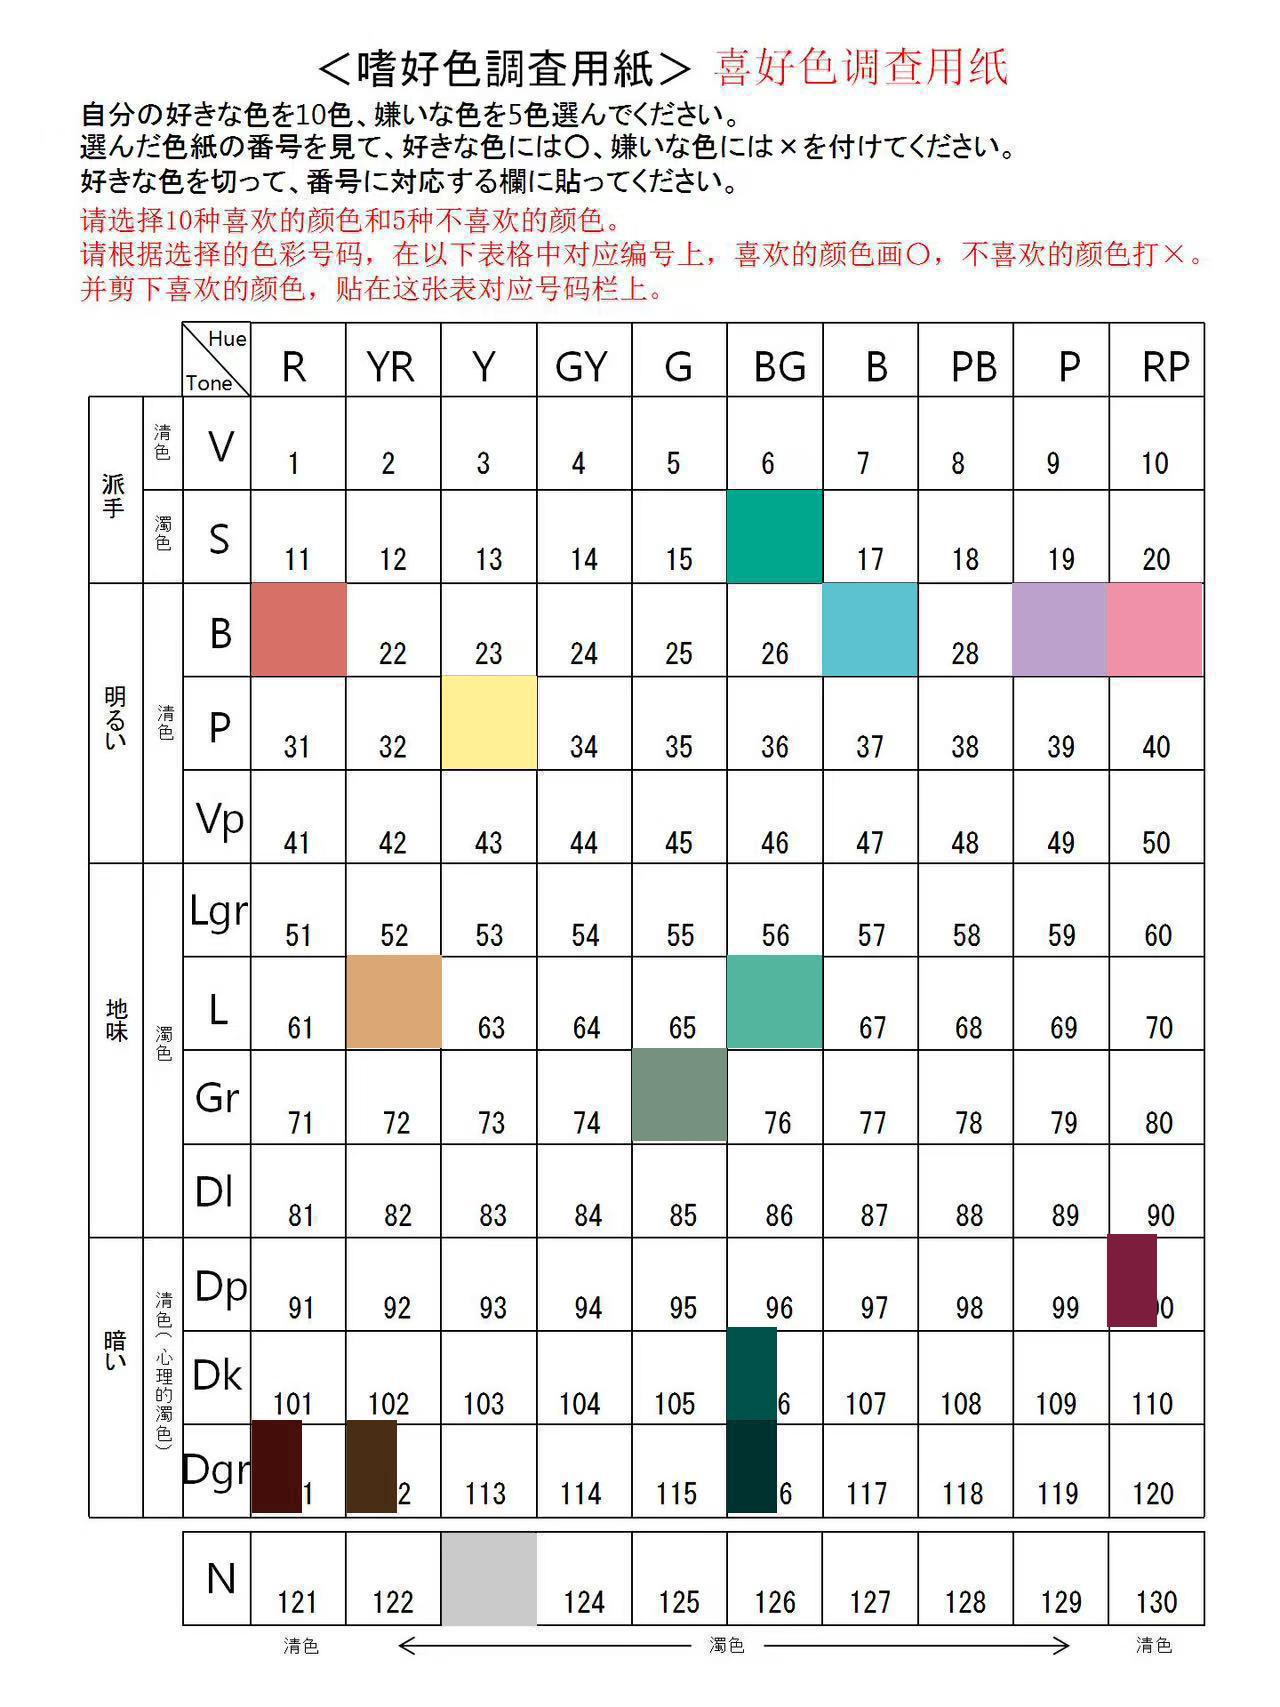 ＜嗜好色調査用紙＞ 喜好色调查用纸
自分の好きな色を10色、嫌いな色を5色選んでください。
選んだ色紙の番号を見て、好きな色には○、嫌いな色には×を付けてください。
好きな色を切って、番号に対応する欄に貼ってください。
请选择10种喜欢的颜色和5种不喜欢的颜色。
请根据选择的色彩号码，在以下表格中对应编号上，喜欢的颜色画○，不喜欢的颜色打×。
并剪下喜欢的颜色，贴在这张表对应号码栏上。
Hue Tone R YR Y GY G BG B PB P RP
派手 清色 V 1 2 3 4 5 6 7 8 9 10
濁色 S 11 12 13 14 15 17 18 19 20
明るい 清色 B 22 23 24 25 26 28
P 31 32 34 35 36 37 38 39 40
Vp 41 42 43 44 45 46 47 48 49 50
地味 濁色 Lgr 51 52 53 54 55 56 57 58 59 60
L 61 63 64 65 67 68 69 70
Gr 71 72 73 74 76 77 78 79 80
Dl 81 82 83 84 85 86 87 88 89 90
暗い 清色(心理的濁色) Dp 91 92 93 94 95 96 97 98 99 0
Dk 101 102 103 104 105 6 107 108 109 110
Dgr 1 2 113 114 115 6 117 118 119 120
N 121 122 124 125 126 127 128 129 130
清色 濁色 清色